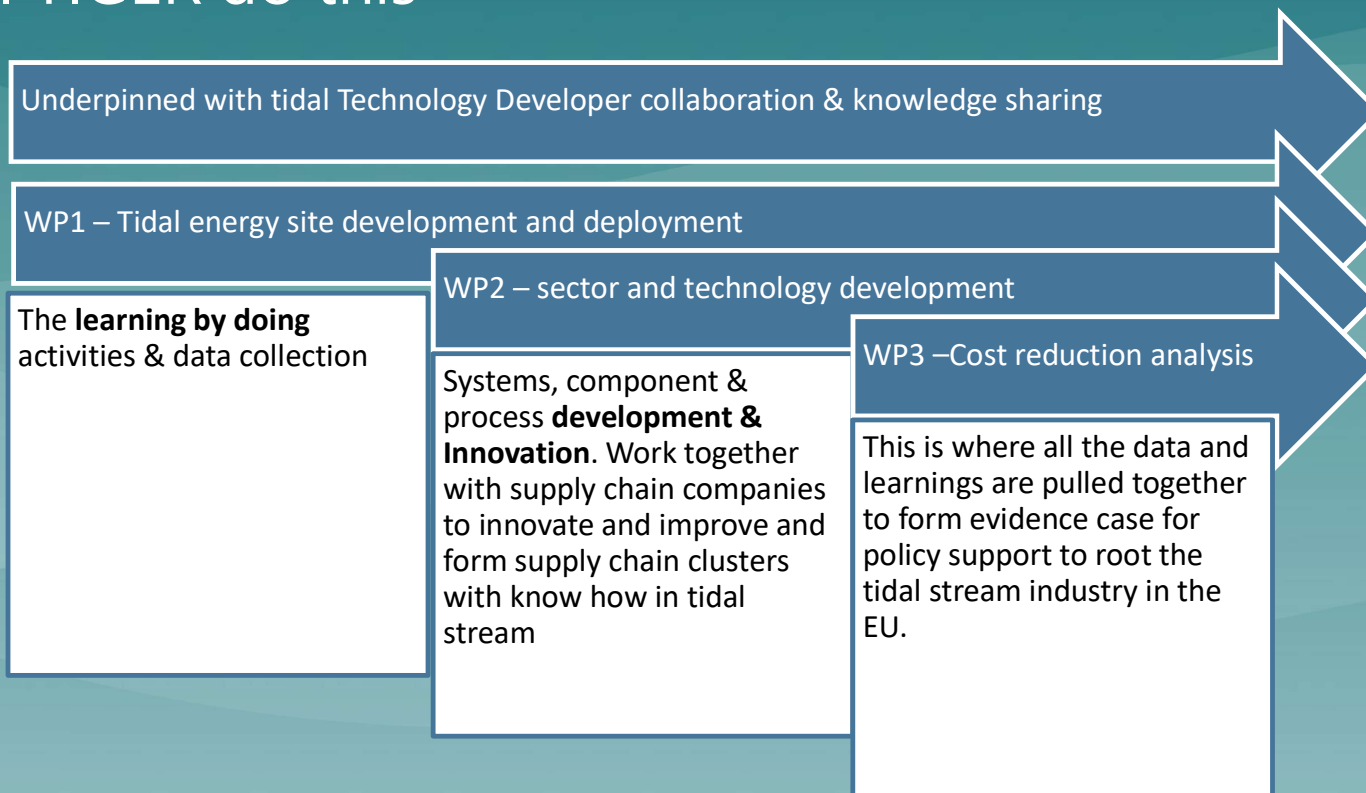 do this
Underpinned with tidal Technology Developer collaboration & knowledge sharing
WP1 – Tidal energy site development and deployment
The learning by doing
activities & data collection
WP2 – sector and technology development
Systems, component &
process development &
Innovation. Work together
with supply chain companies
to innovate and improve and
form supply chain clusters
with know how in tidal
stream
WP3 –Cost reduction analysis
This is where all the data and
learnings are pulled together
to form evidence case for
policy support to root the
tidal stream industry in the
EU.